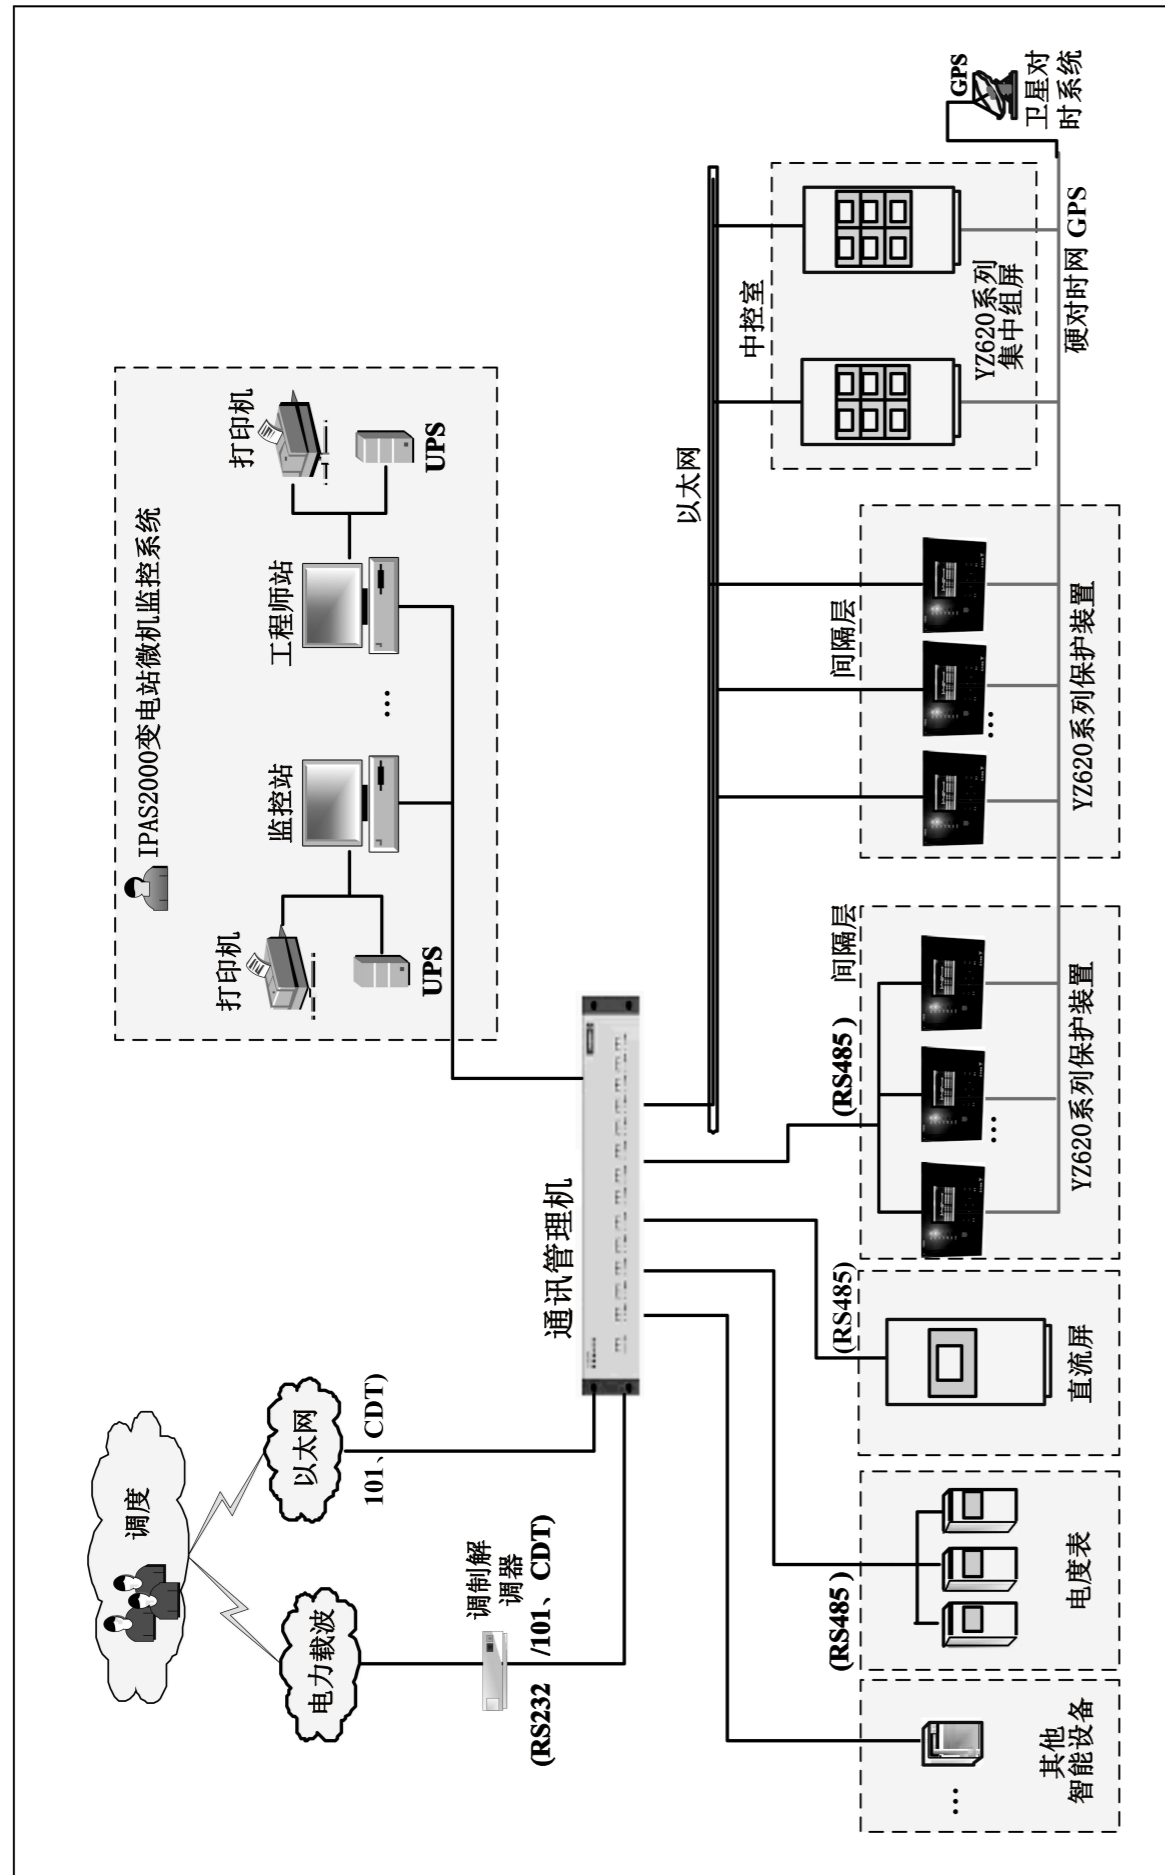 调度
以太网
101、CDT)
电力载波
调制解
调器
(RS232
/101、CDT)
IPAS2000变电站微机监控系统
打印机
UPS
监控站
…
工程师站
打印机
UPS
通讯管理机
以太网
其他
智能设备
…
(RS485)
电度表
(RS485)
直流屏
(RS485)
间隔层
…
YZ620系列保护装置
间隔层
…
YZ620系列保护装置
中控室
YZ620系列
集中组屏
硬对时网 GPS
GPS
卫星对
时系统